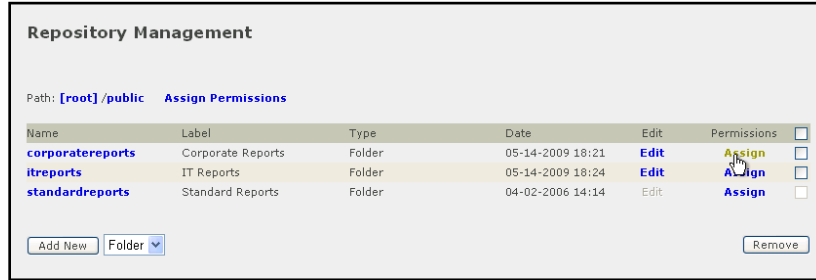 Repository Management
Path: [root] /public Assign Permissions
Name Label Type Date Edit Permissions
corporatereports Corporate Reports Folder 05-14-2009 18:21 Edit Assign
itreports IT Reports Folder 05-14-2009 18:24 Edit Assign
standardreports Standard Reports Folder 04-02-2006 14:14 Edit Assign
Add New Folder Remove